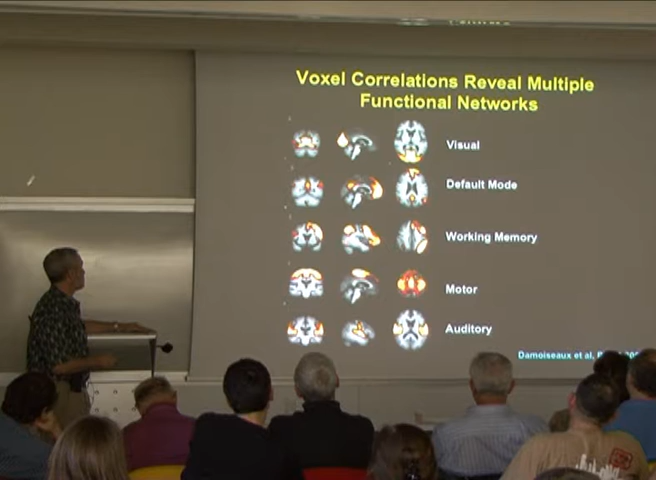 Voxel Correlations Reveal Multiple
Functional Networks
Visual
Default Mode
Working Memory
Motor
Auditory
Damoiseaux et al,